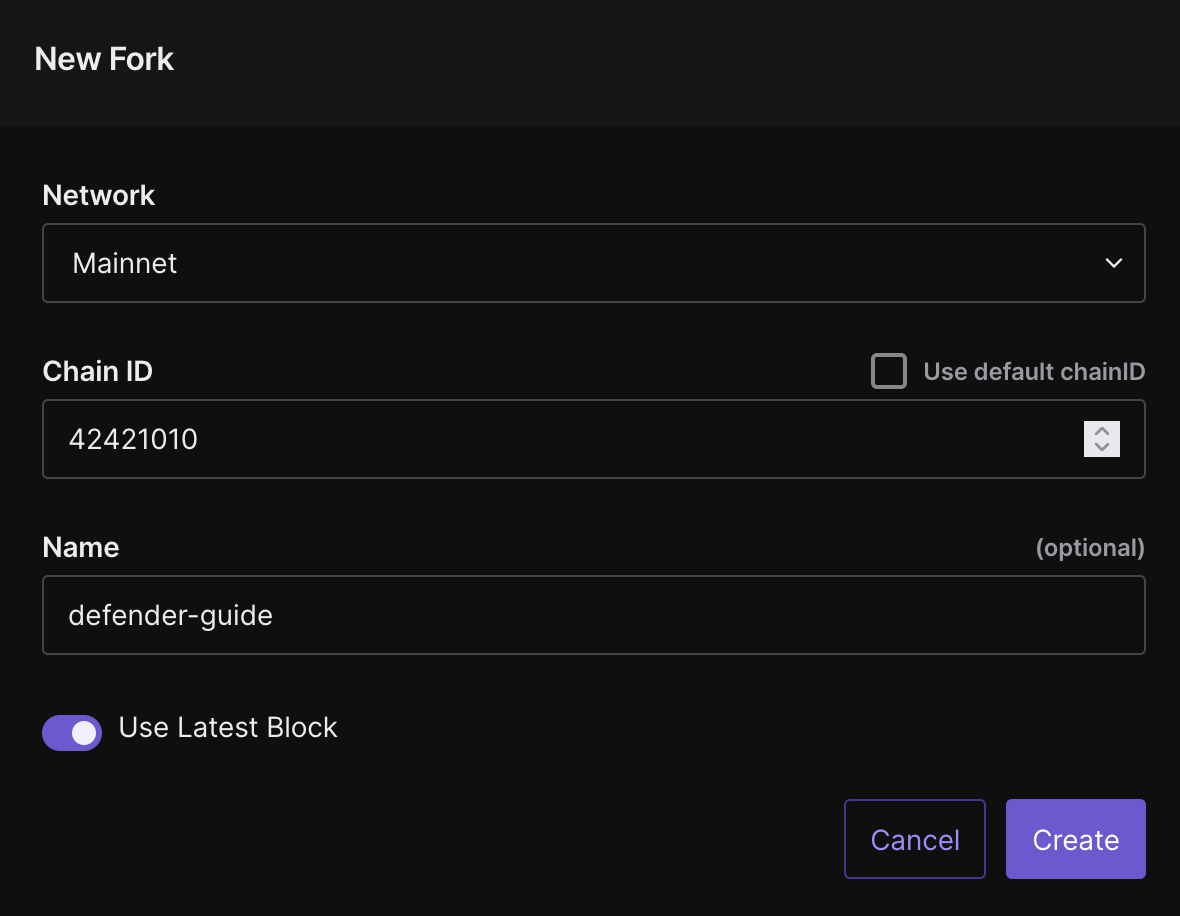 New Fork
Network
Mainnet
Chain ID
Use default chainID
42421010
Name
(optional)
defender-guide
Use Latest Block
Cancel
Create